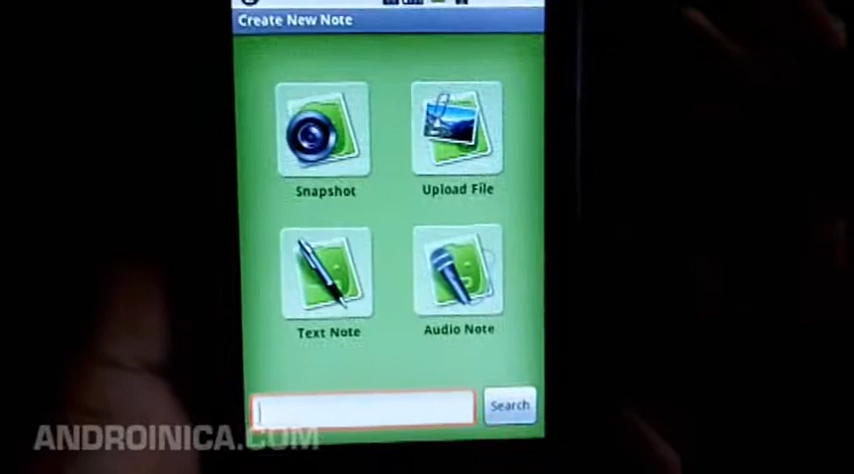 Create New Note
Snapshot
Upload File
Text Note
Audio Note
Search
ANDROINICA.COM